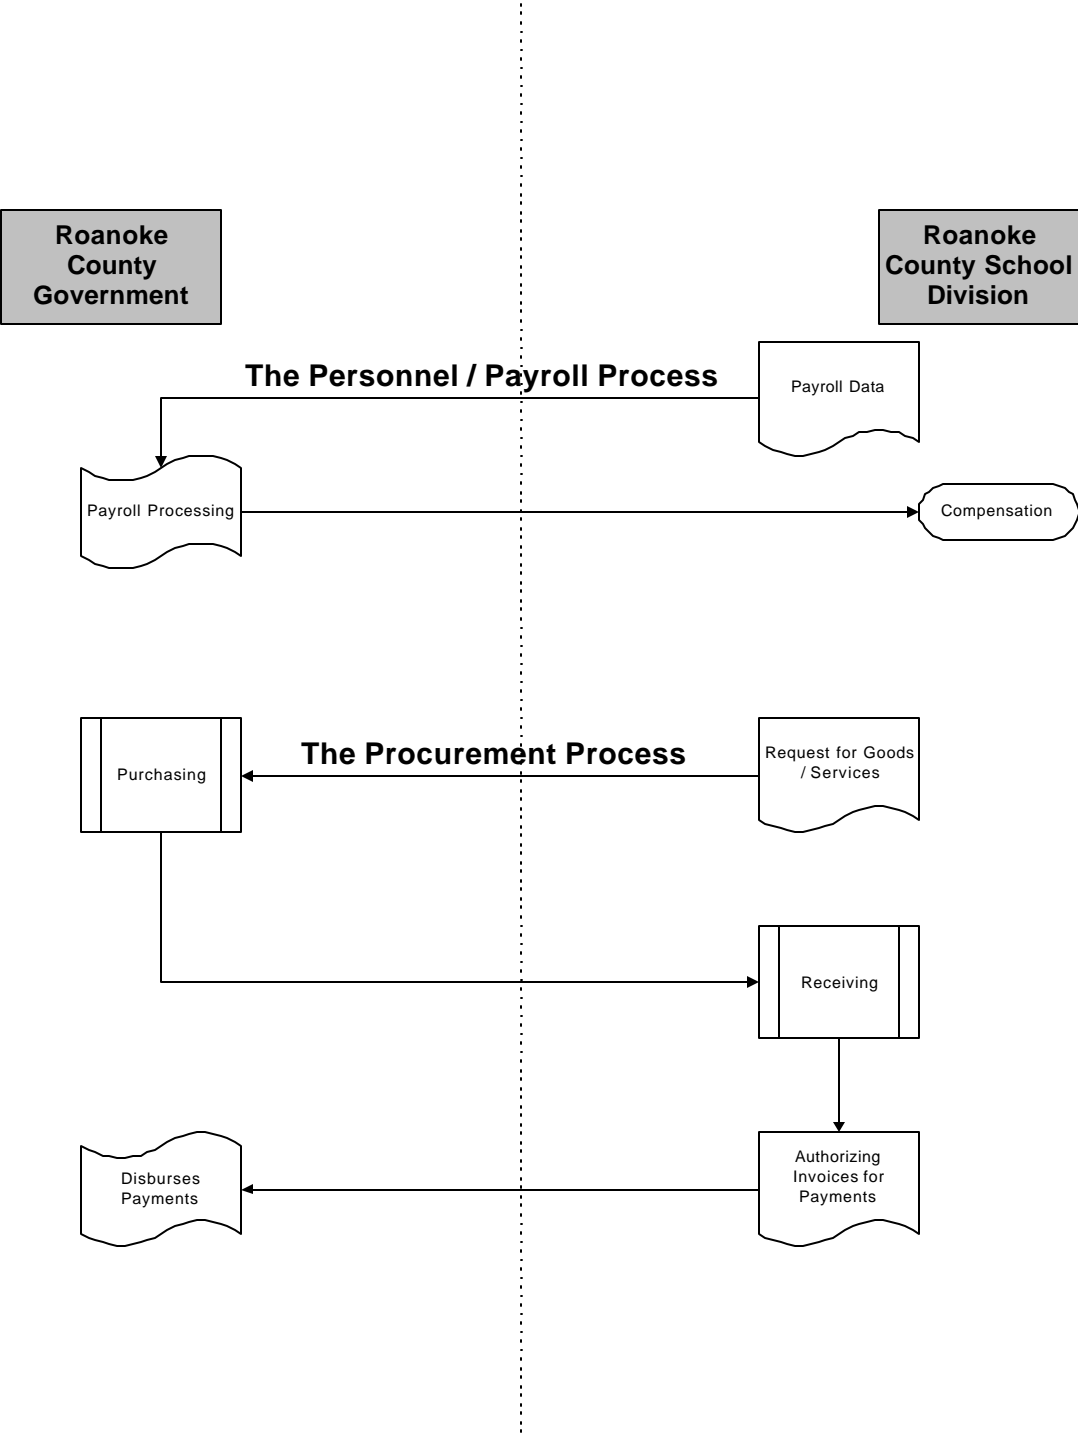 Roanoke
County
Government
Roanoke
County School
Division
The Personnel / Payroll Process
Payroll Data
Payroll Processing
Compensation
The Procurement Process
Request for Goods
/ Services
Purchasing
Receiving
Authorizing
Invoices for
Payments
Disburses
Payments